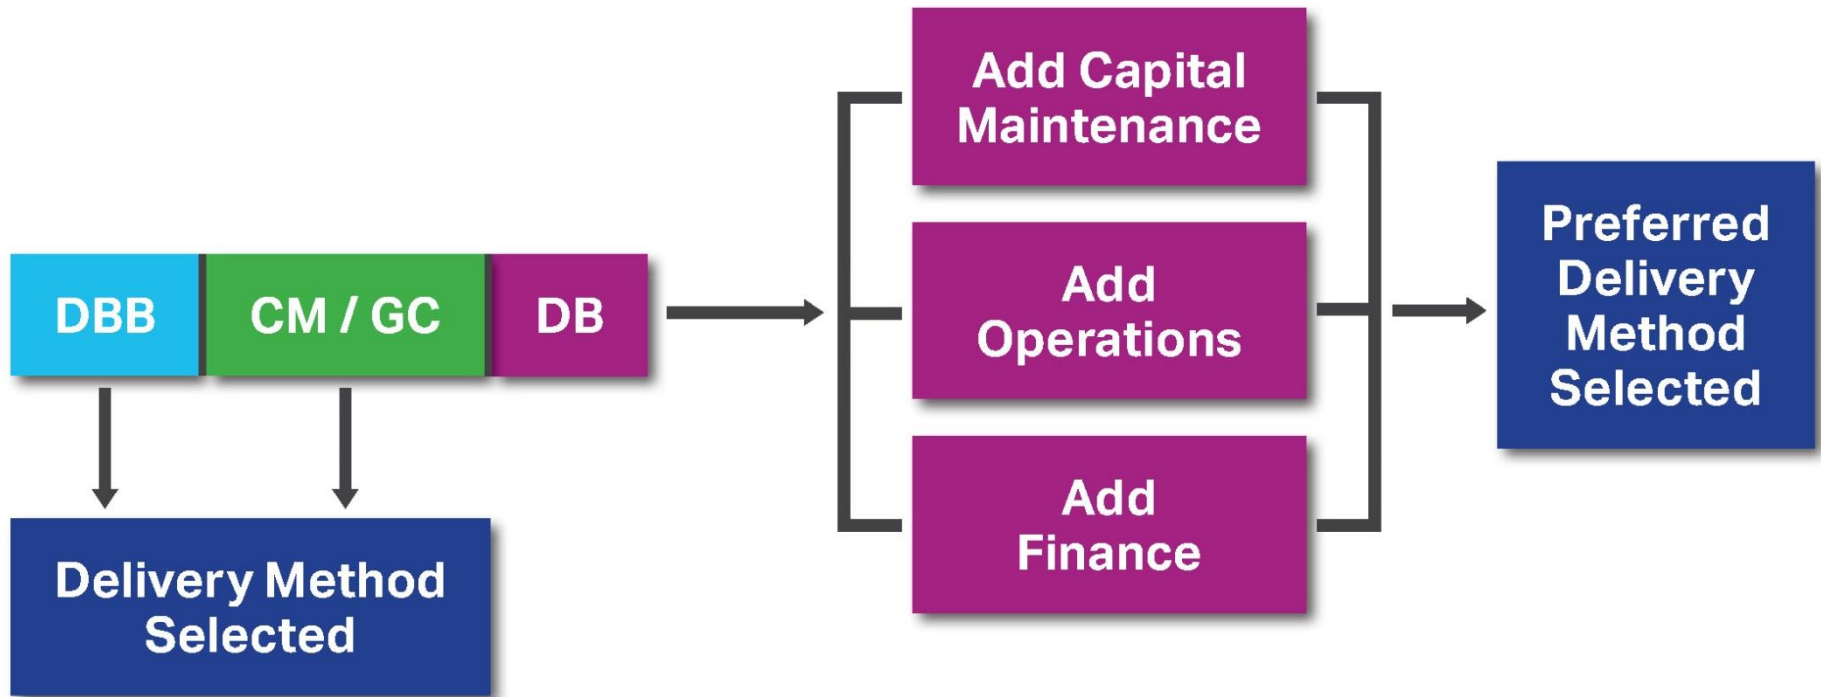 DBB
CM / GC
DB
Delivery Method
Selected
Add Capital
Maintenance
Add
Operations
Add
Finance
Preferred
Delivery
Method
Selected